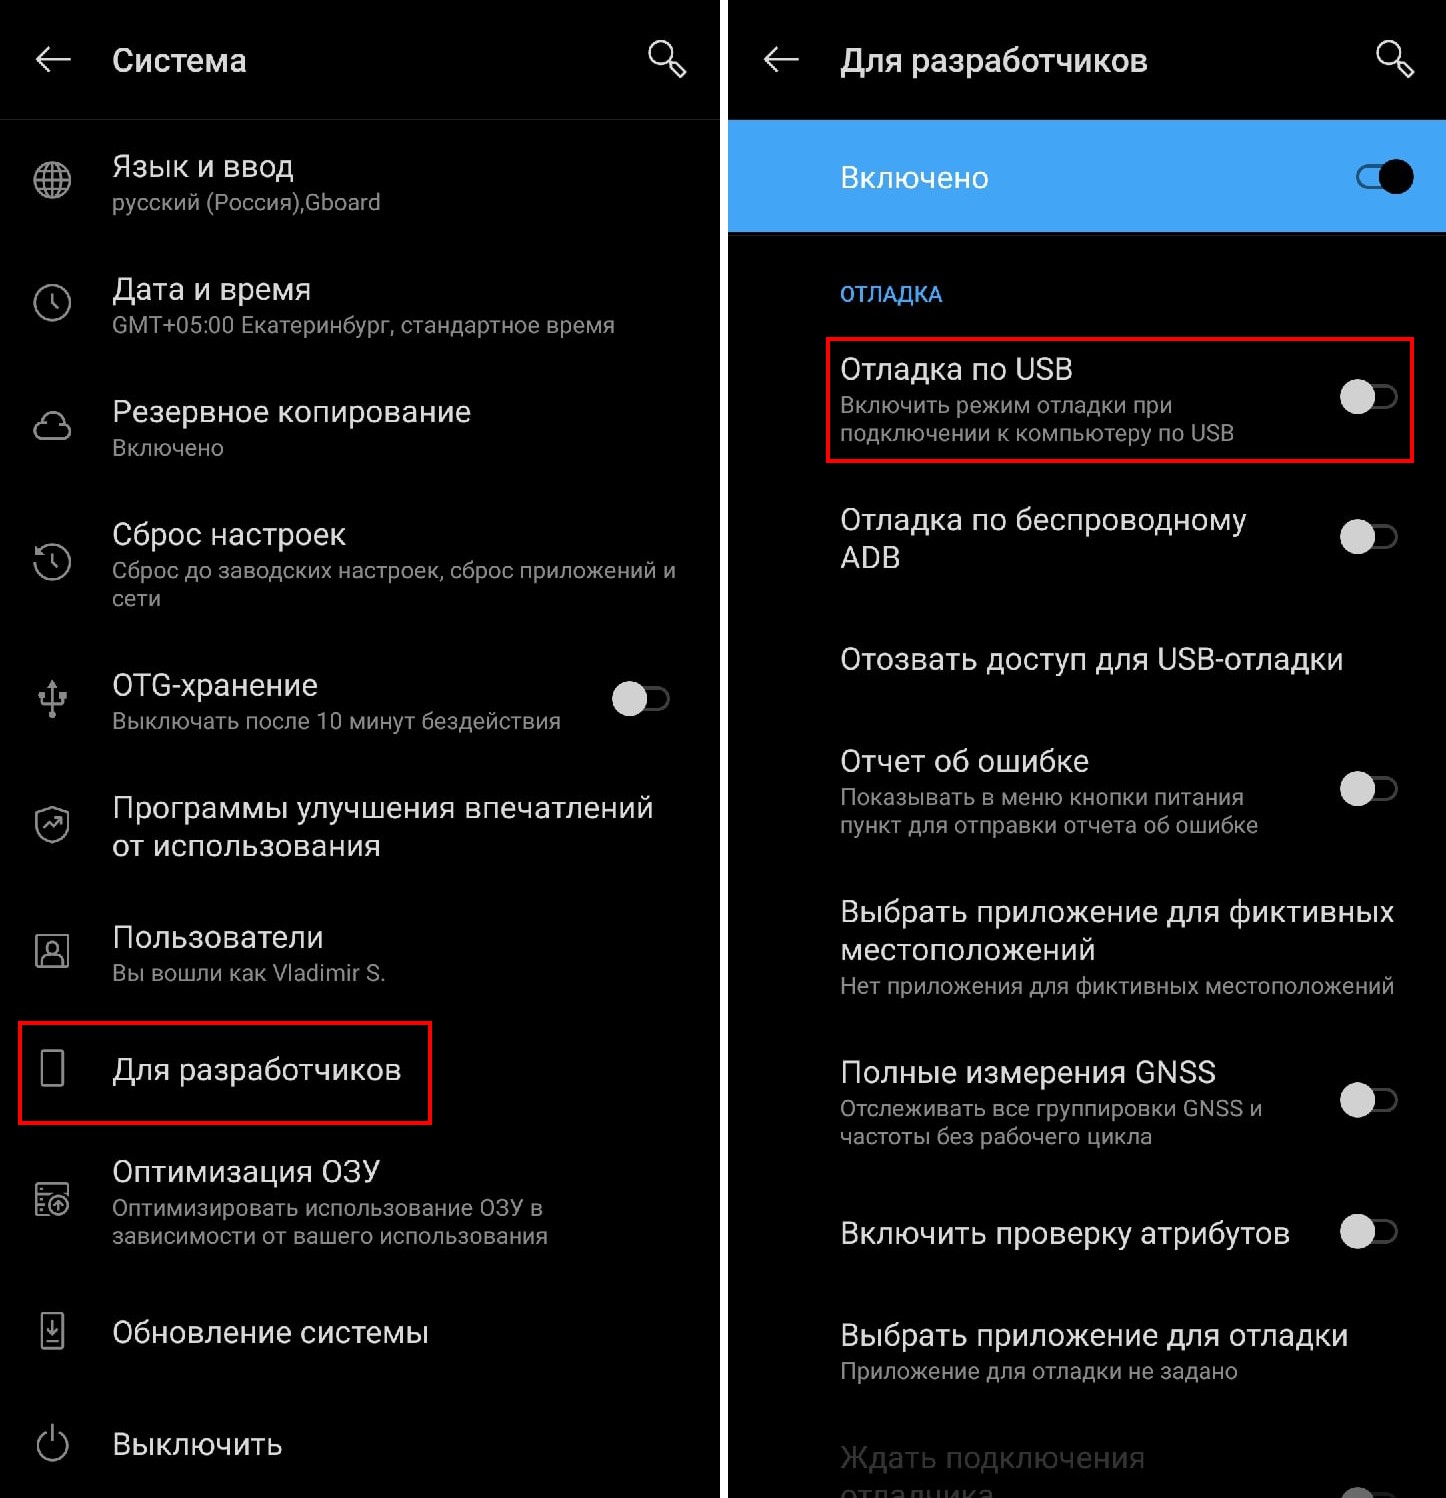 Система
Язык и ввод
русский (Россия),Gboard
Дата и время
GMT+05:00 Екатеринбург, стандартное время
Резервное копирование
Включено
Сброс настроек
Сброс до заводских настроек, сброс приложений и
сети
OTG-хранение
Выключать после 10 минут бездействия
Программы улучшения впечатлений
от использования
Пользователи
Вы вошли как Vladimir S.
Для разработчиков
Оптимизация ОЗУ
Оптимизировать использование ОЗУ в
зависимости от вашего использования
Обновление системы
Выключить
Для разработчиков
Включено
ОТЛАДКА
Отладка по USB
Включить режим отладки при
подключении к компьютеру по USB
Отладка по беспроводному
ADB
Отозвать доступ для USB-отладки
Отчет об ошибке
Показывать в меню кнопки питания
пункт для отправки отчета об ошибке
Выбрать приложение для фиктивных
местоположений
Нет приложения для фиктивных местоположений
Полные измерения GNSS
Отслеживать все группировки GNSS и
частоты без рабочего цикла
Включить проверку атрибутов
Выбрать приложение для отладки
Приложение для отладки не задано
Ждать подключения
отладчика